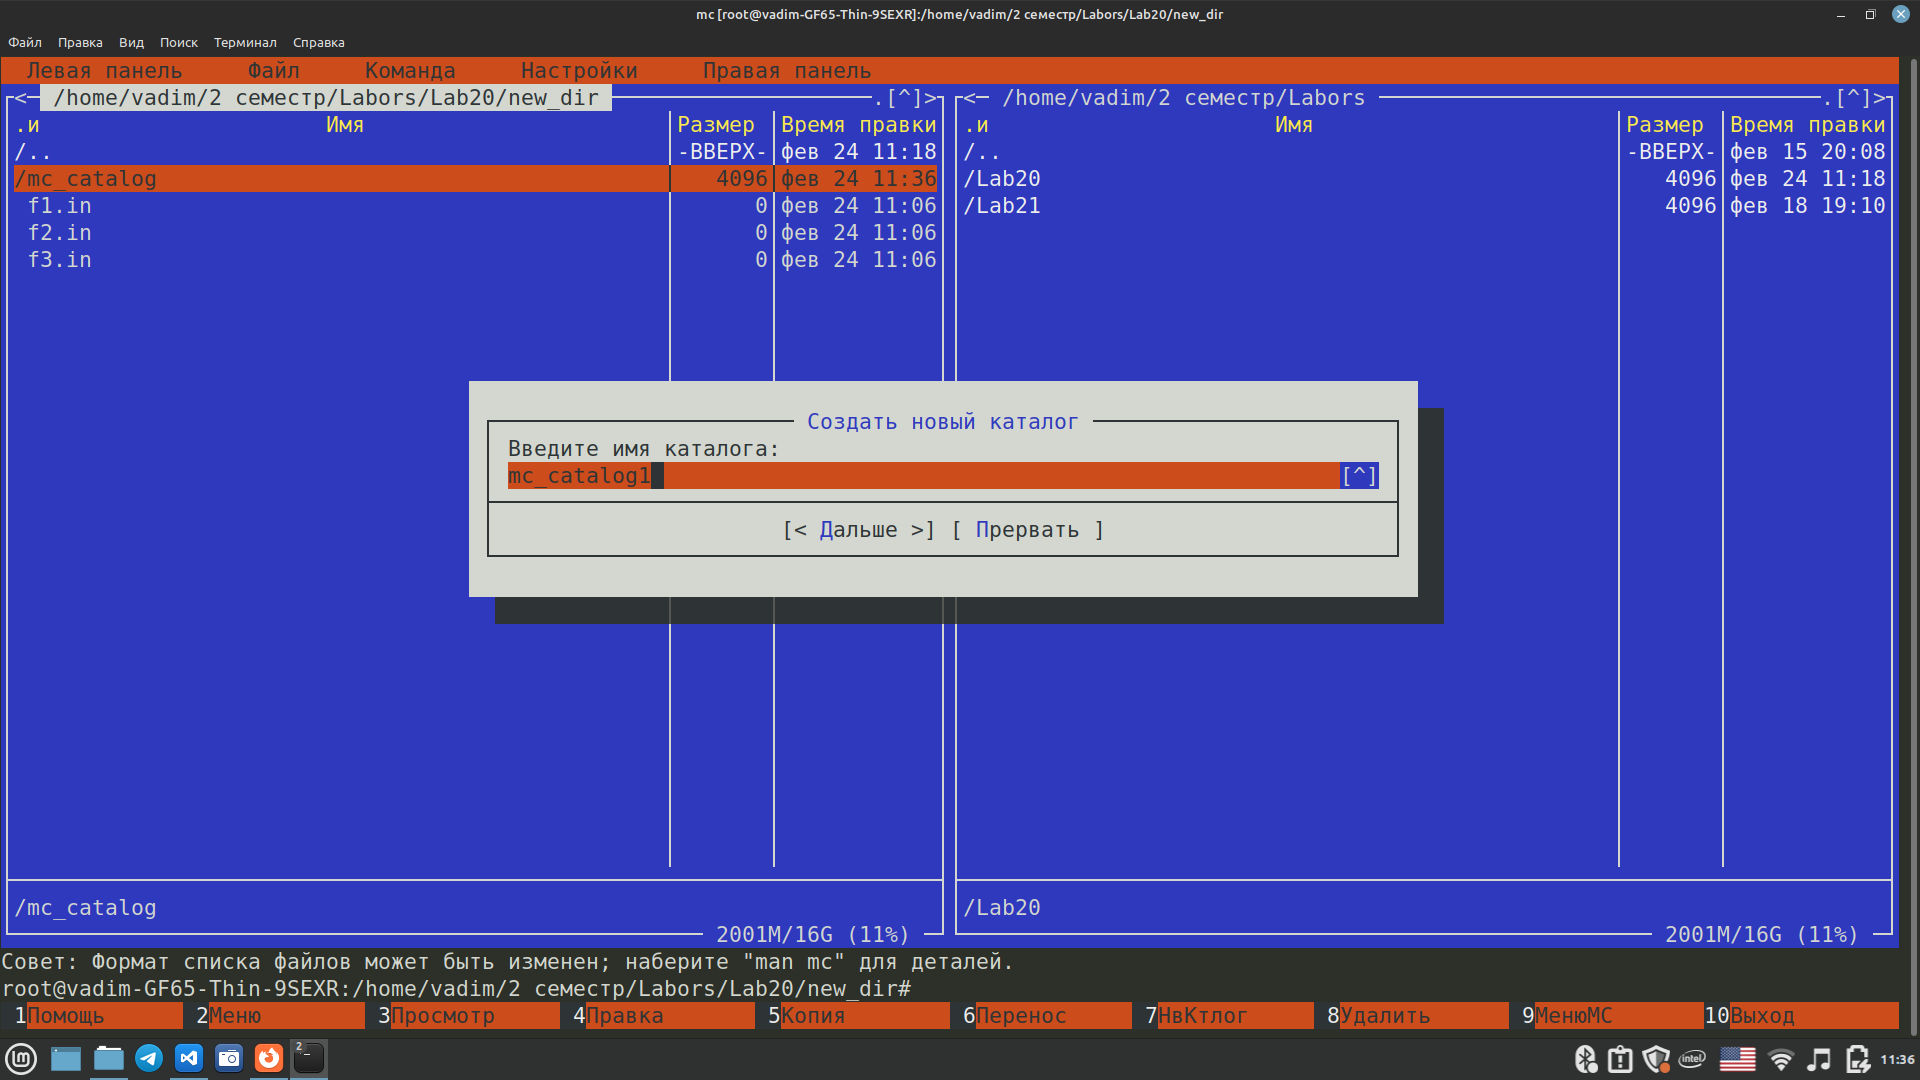 mc [root@vadim-GF65-Thin-9SEXR]:/home/vadim/2 семестр/Labors/Lab20/new_dir
Файл Правка Вид Поиск Терминал Справка
Левая панель Файл Команда Настройки Правая панель
<─ /home/vadim/2 семестр/Labors/Lab20/new_dir .[^]> <─ /home/vadim/2 семестр/Labors .[^]>
.и Имя Размер Время правки .и Имя Размер Время правки
/.. -ВВЕРХ- фев 24 11:18 /.. -ВВЕРХ- фев 15 20:08
/mc_catalog 4096 фев 24 11:36 /Lab20 4096 фев 24 11:18
f1.in 0 фев 24 11:06 /Lab21 4096 фев 18 19:10
f2.in 0 фев 24 11:06
f3.in 0 фев 24 11:06
Создать новый каталог
Введите имя каталога:
mc_catalog1 [^]
[< Дальше >] [ Прервать ]
/mc_catalog /Lab20
2001M/16G (11%) 2001M/16G (11%)
Совет: Формат списка файлов может быть изменен; наберите "man mc" для деталей.
root@vadim-GF65-Thin-9SEXR:/home/vadim/2 семестр/Labors/Lab20/new_dir#
1Помощь 2Меню 3Просмотр 4Правка 5Копия 6Перенос 7НвКтлог 8Удалить 9МенюМС 10Выход
2 intel 11:36